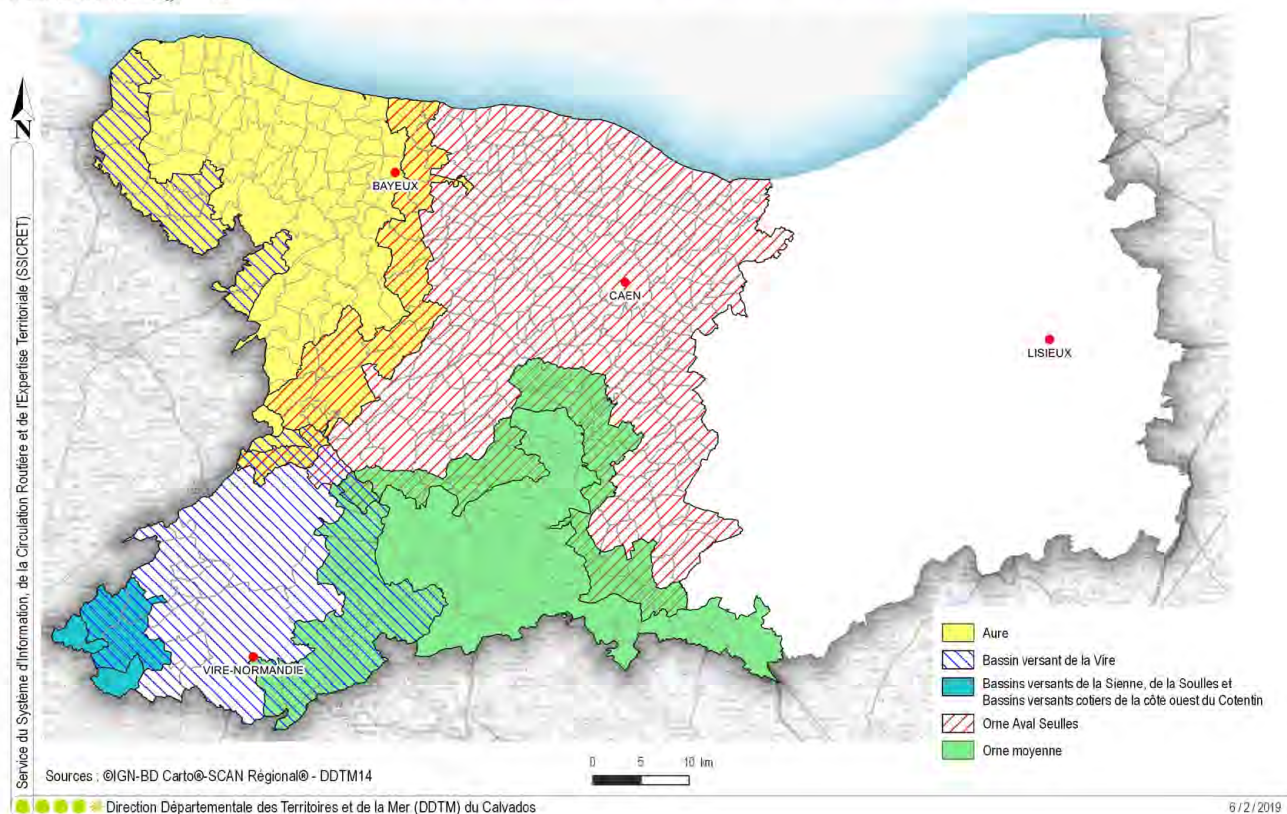 N
Service du Système d'Information, de la Circulation Routière et de l'Expertise Territoriale (SSICRET)
BAYEUX
CAEN
LISIEUX
VIRE-NORMANDIE
Aure
Bassin versant de la Vire
Bassins versants de la Sienne, de la Soulles et
Bassins versants cotiers de la côte ouest du Cotentin
Orne Aval Seulles
Orne moyenne
0 5 10 km
Sources : ©IGN-BD Carto®-SCAN Régional® - DDTM14
Direction Départementale des Territoires et de la Mer (DDTM) du Calvados
6 / 2 / 2019